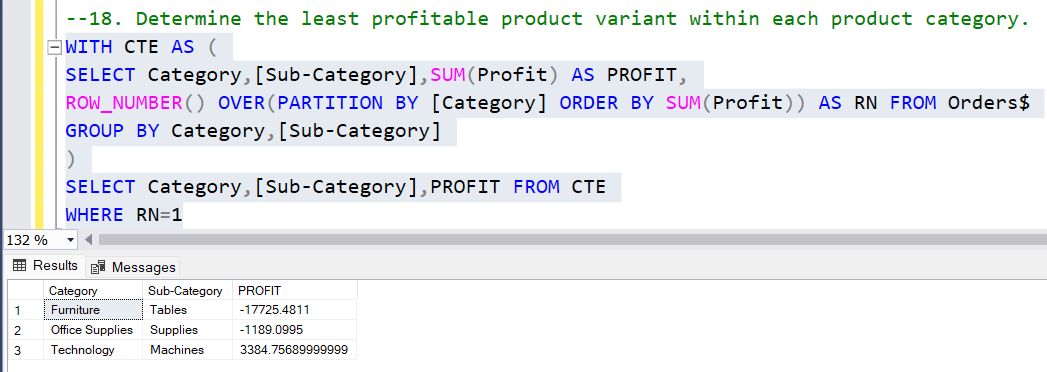 --18. Determine the least profitable product variant within each product category.
WITH CTE AS (
SELECT Category,[Sub-Category],SUM(Profit) AS PROFIT,
ROW_NUMBER() OVER(PARTITION BY [Category] ORDER BY SUM(Profit)) AS RN FROM Orders$
GROUP BY Category,[Sub-Category]
)
SELECT Category,[Sub-Category],PROFIT FROM CTE
WHERE RN=1
132 %
Results Messages
Category Sub-Category PROFIT
1 Furniture Tables -17725.4811
2 Office Supplies Supplies -1189.0995
3 Technology Machines 3384.75689999999